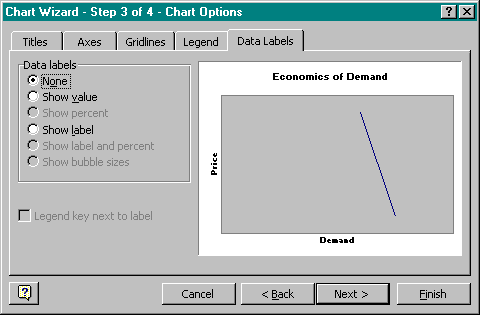 Chart Wizard - Step 3 of 4 - Chart Options
Titles Axes Gridlines Legend Data Labels
Data labels
None
Show value
Show percent
Show label
Show label and percent
Show bubble sizes
Legend key next to label
Economics of Demand
Price
Demand
Cancel < Back Next > Finish